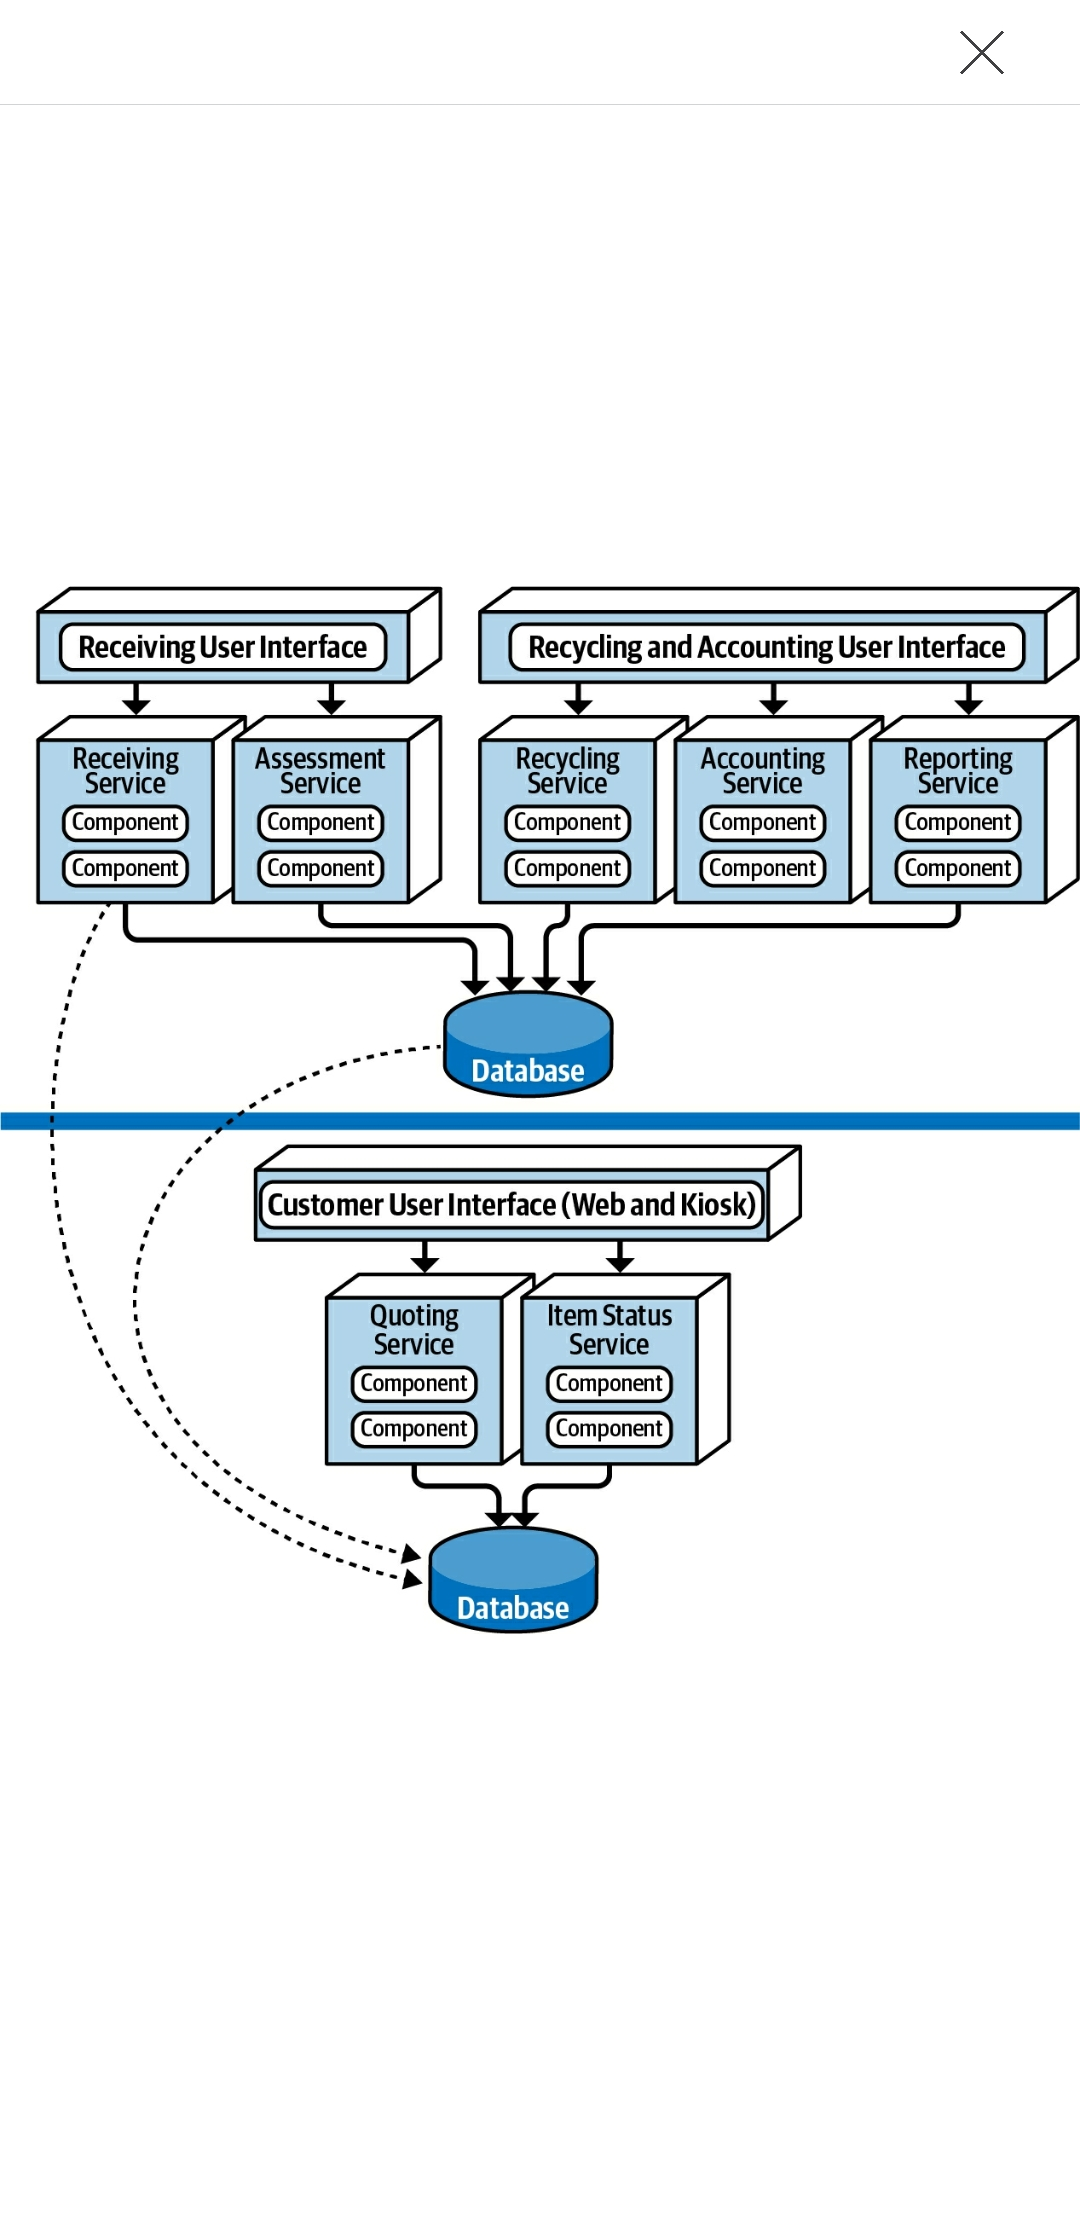 Receiving User Interface
Recycling and Accounting User Interface
Receiving
Service
Component
Component
Assessment
Service
Component
Component
Recycling
Service
Component
Component
Accounting
Service
Component
Component
Reporting
Service
Component
Component
Database
Customer User Interface (Web and Kiosk)
Quoting
Service
Component
Component
Item Status
Service
Component
Component
Database